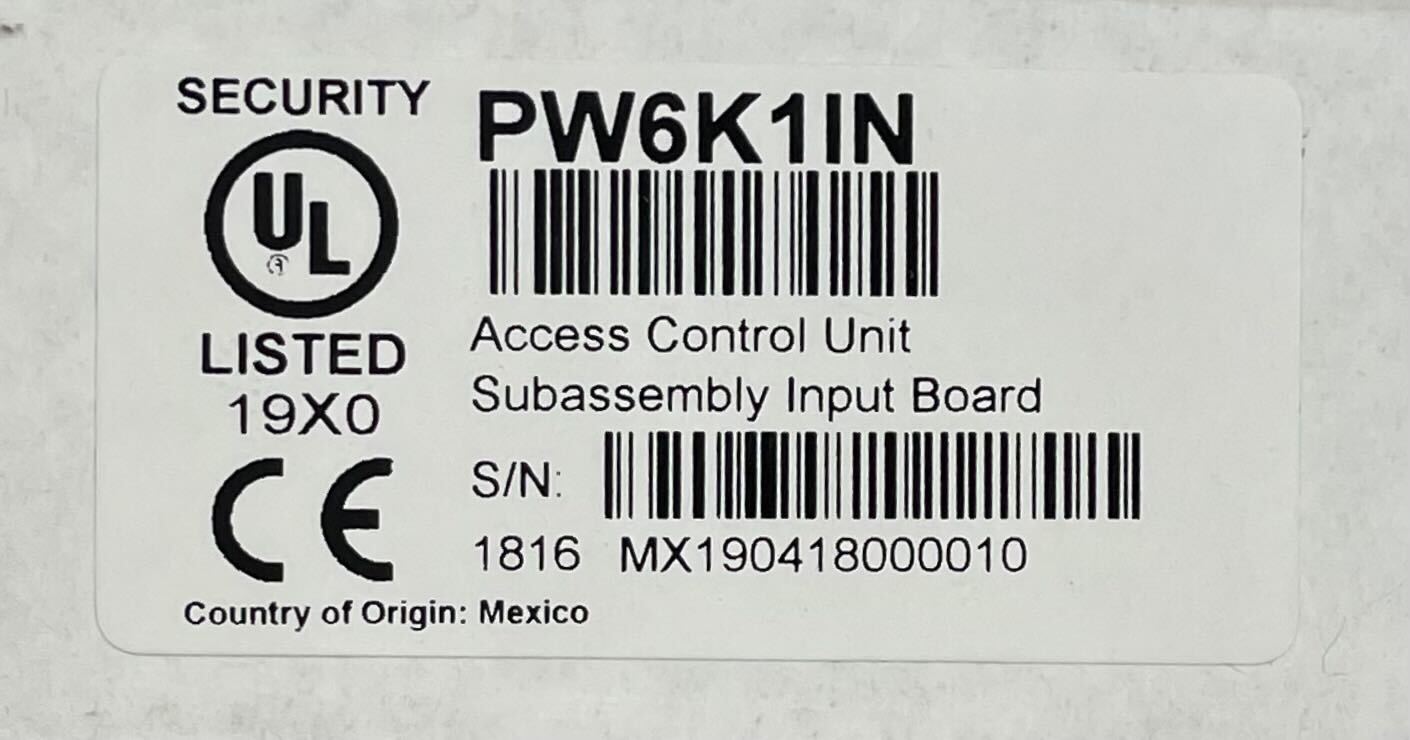 SECURITY
UL
LISTED
19X0
CE
PW6K1IN
Access Control Unit
Subassembly Input Board
S/N:
1816 MX190418000010
Country of Origin: Mexico